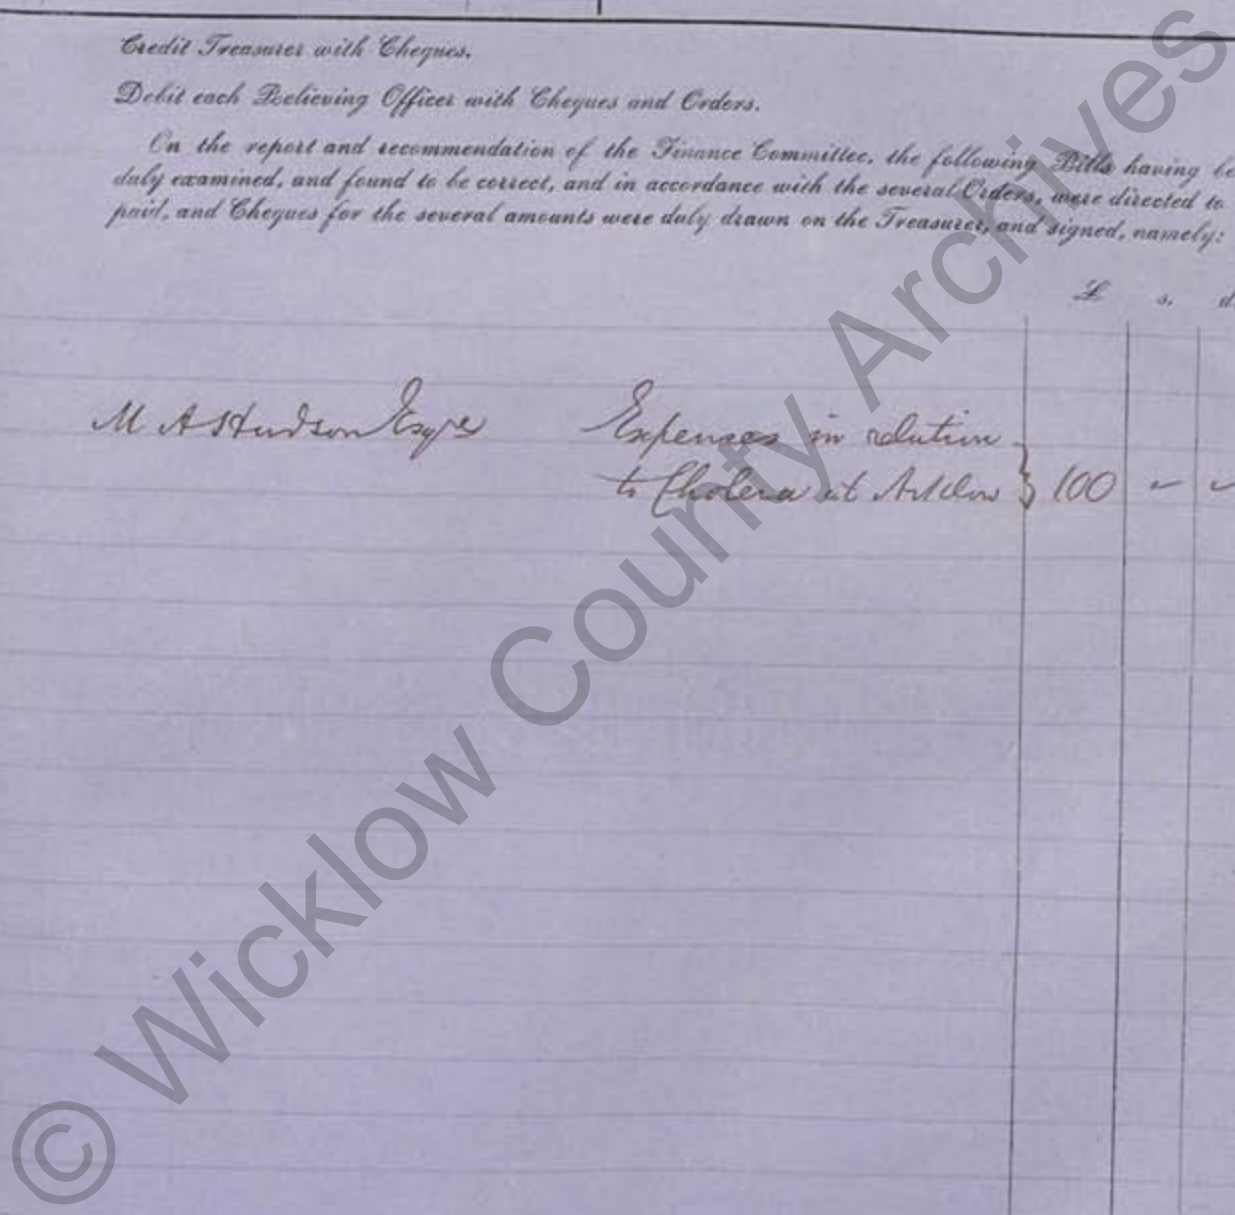 Credit Treasurer with Cheques.
Debit each Relieving Officer with Cheques and Orders.
On the report and recommendation of the Finance Committee, the following Bills having be
duly examined, and found to be correct, and in accordance with the several Orders, were directed to
paid, and Cheques for the several amounts were duly drawn on the Treasurer, and signed, namely:
£ s. d
M A Hudson Esqre Expenses in relation
to Cholera at Arklow } 100 - -
© Wicklow County Archives